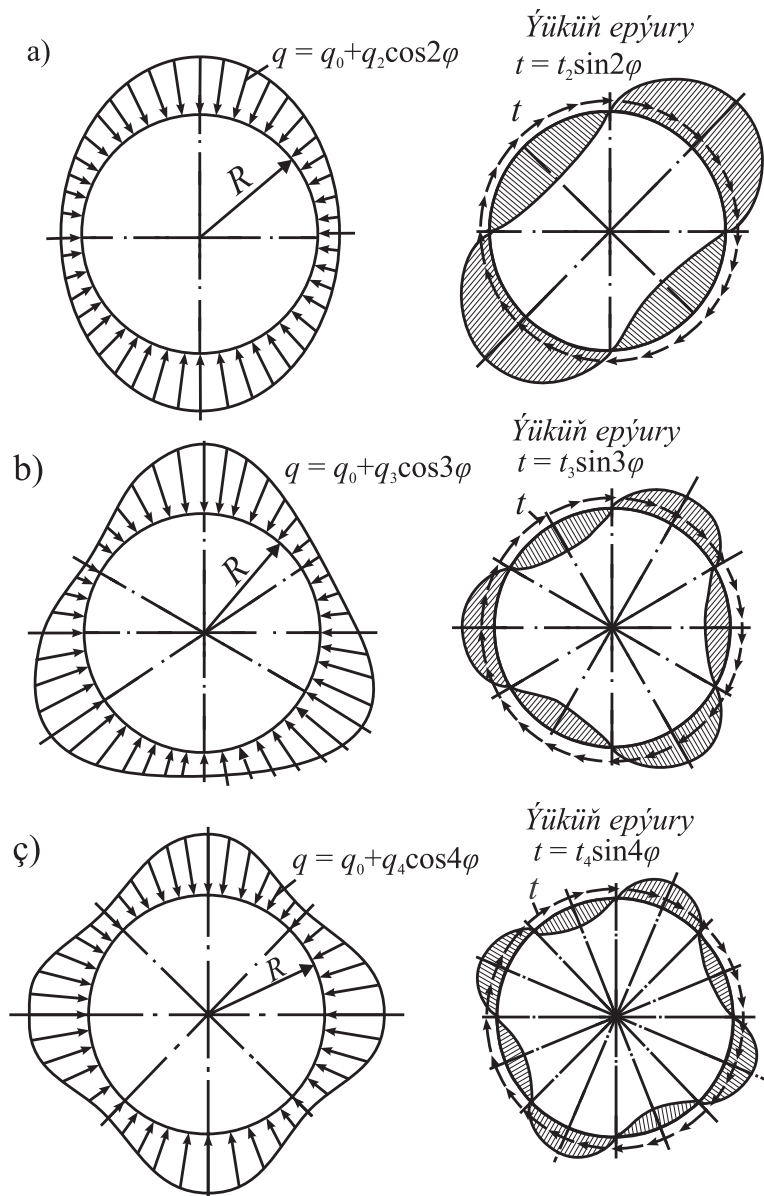 a)
q = q₀+q₂cos2φ
R
Ýüküň epýury
t = t₂sin2φ
t
b)
q = q₀+q₃cos3φ
R
Ýüküň epýury
t = t₃sin3φ
t
ç)
q = q₀+q₄cos4φ
R
Ýüküň epýury
t = t₄sin4φ
t